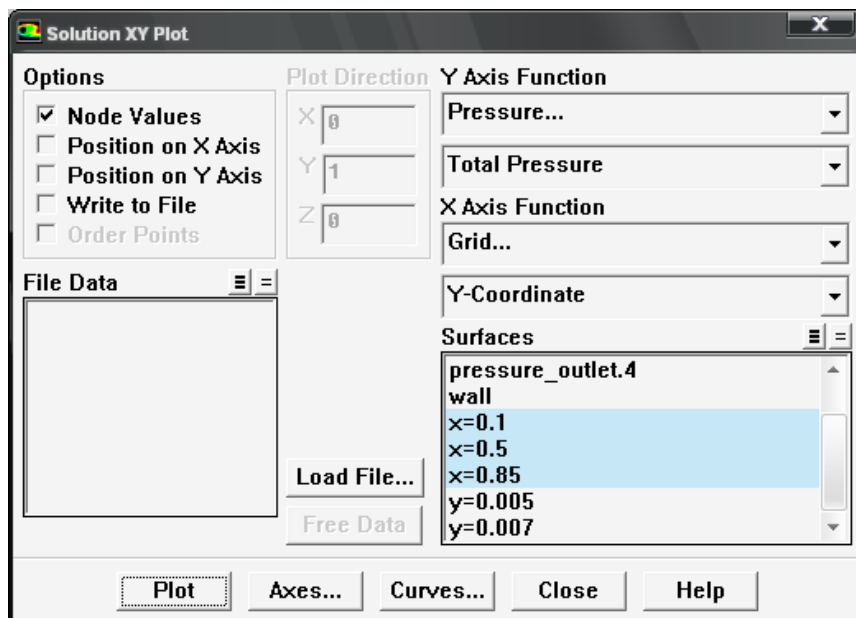 Solution XY Plot
X
Options
Node Values
Position on X Axis
Position on Y Axis
Write to File
Order Points
Plot Direction
X 0
Y 1
Z 0
Y Axis Function
Pressure...
Total Pressure
X Axis Function
Grid...
Y-Coordinate
File Data
Surfaces
pressure_outlet.4
wall
x=0.1
x=0.5
x=0.85
y=0.005
y=0.007
Load File...
Free Data
Plot
Axes...
Curves...
Close
Help